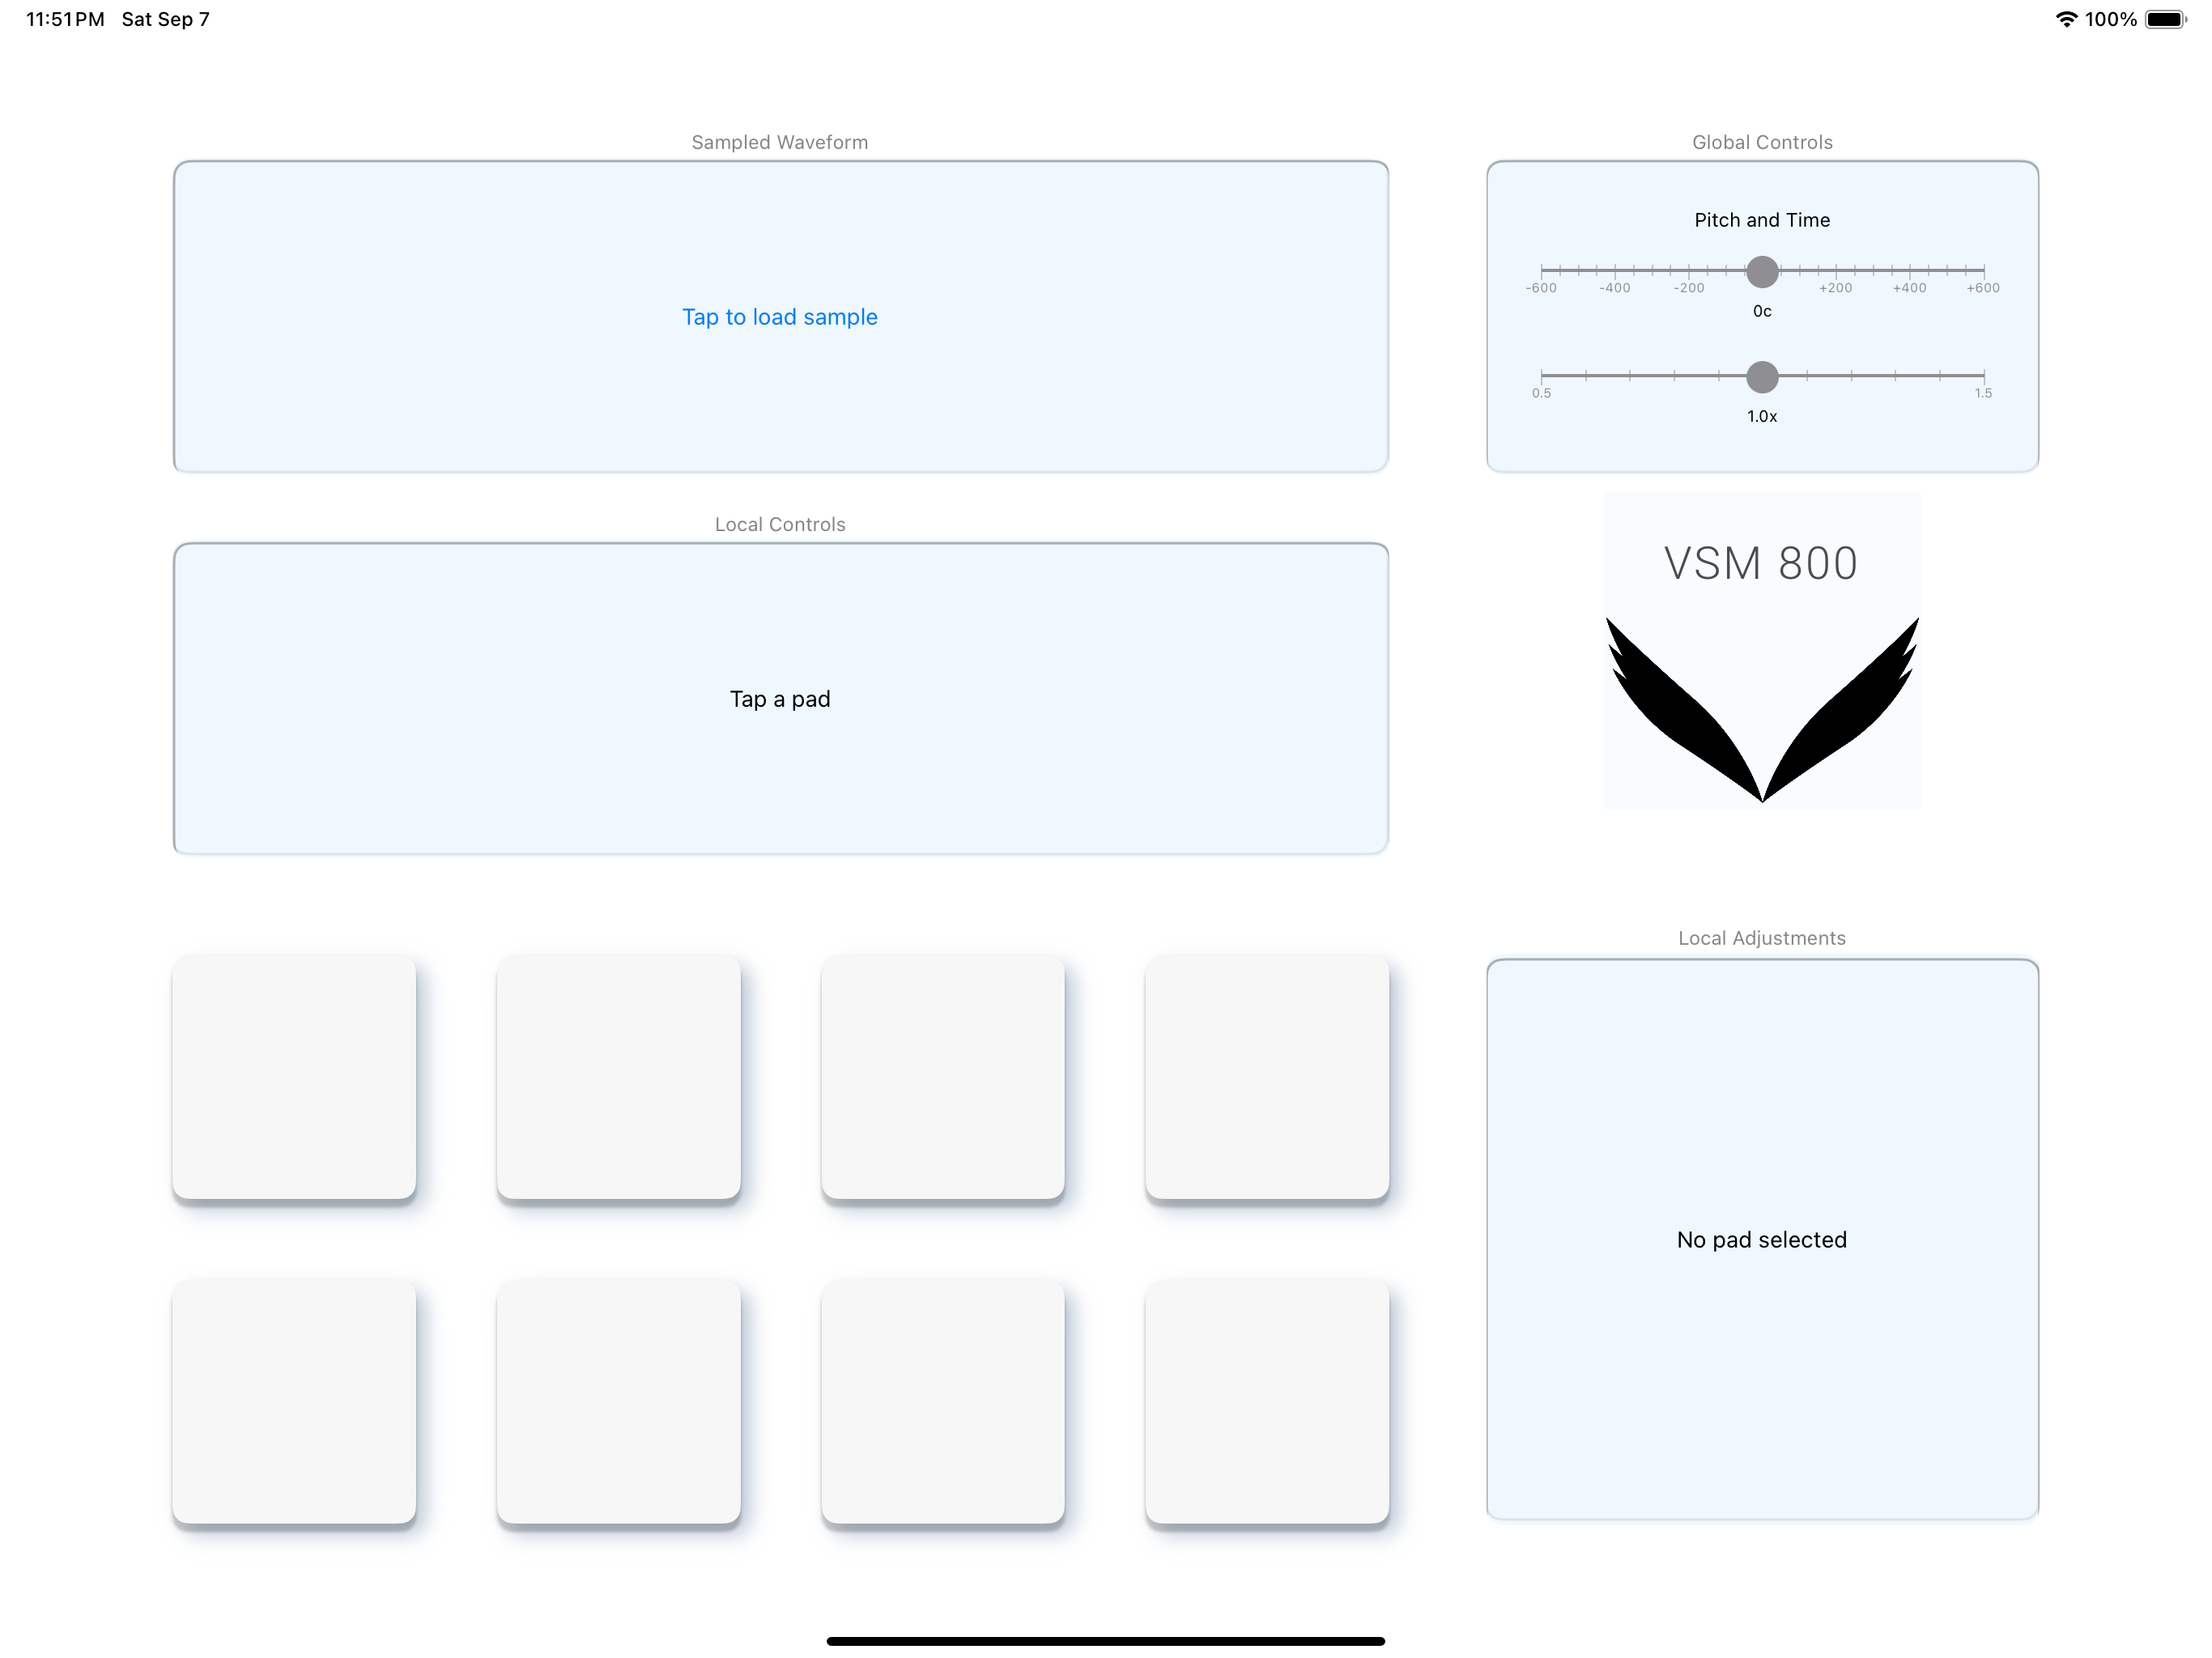 11:51 PM Sat Sep 7
100%
Sampled Waveform
Tap to load sample
Global Controls
Pitch and Time
-600 -400 -200 +200 +400 +600
0c
0.5 1.5
1.0x
Local Controls
Tap a pad
VSM 800
Local Adjustments
No pad selected